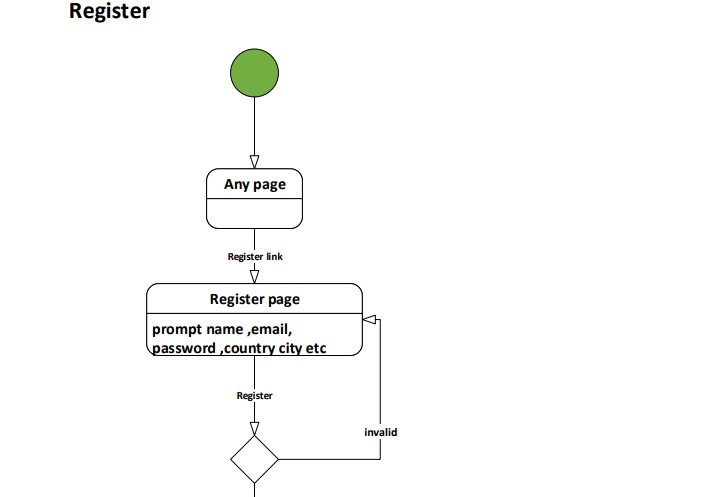 Register
Any page
Register link
Register page
prompt name ,email,
password ,country city etc
Register
invalid